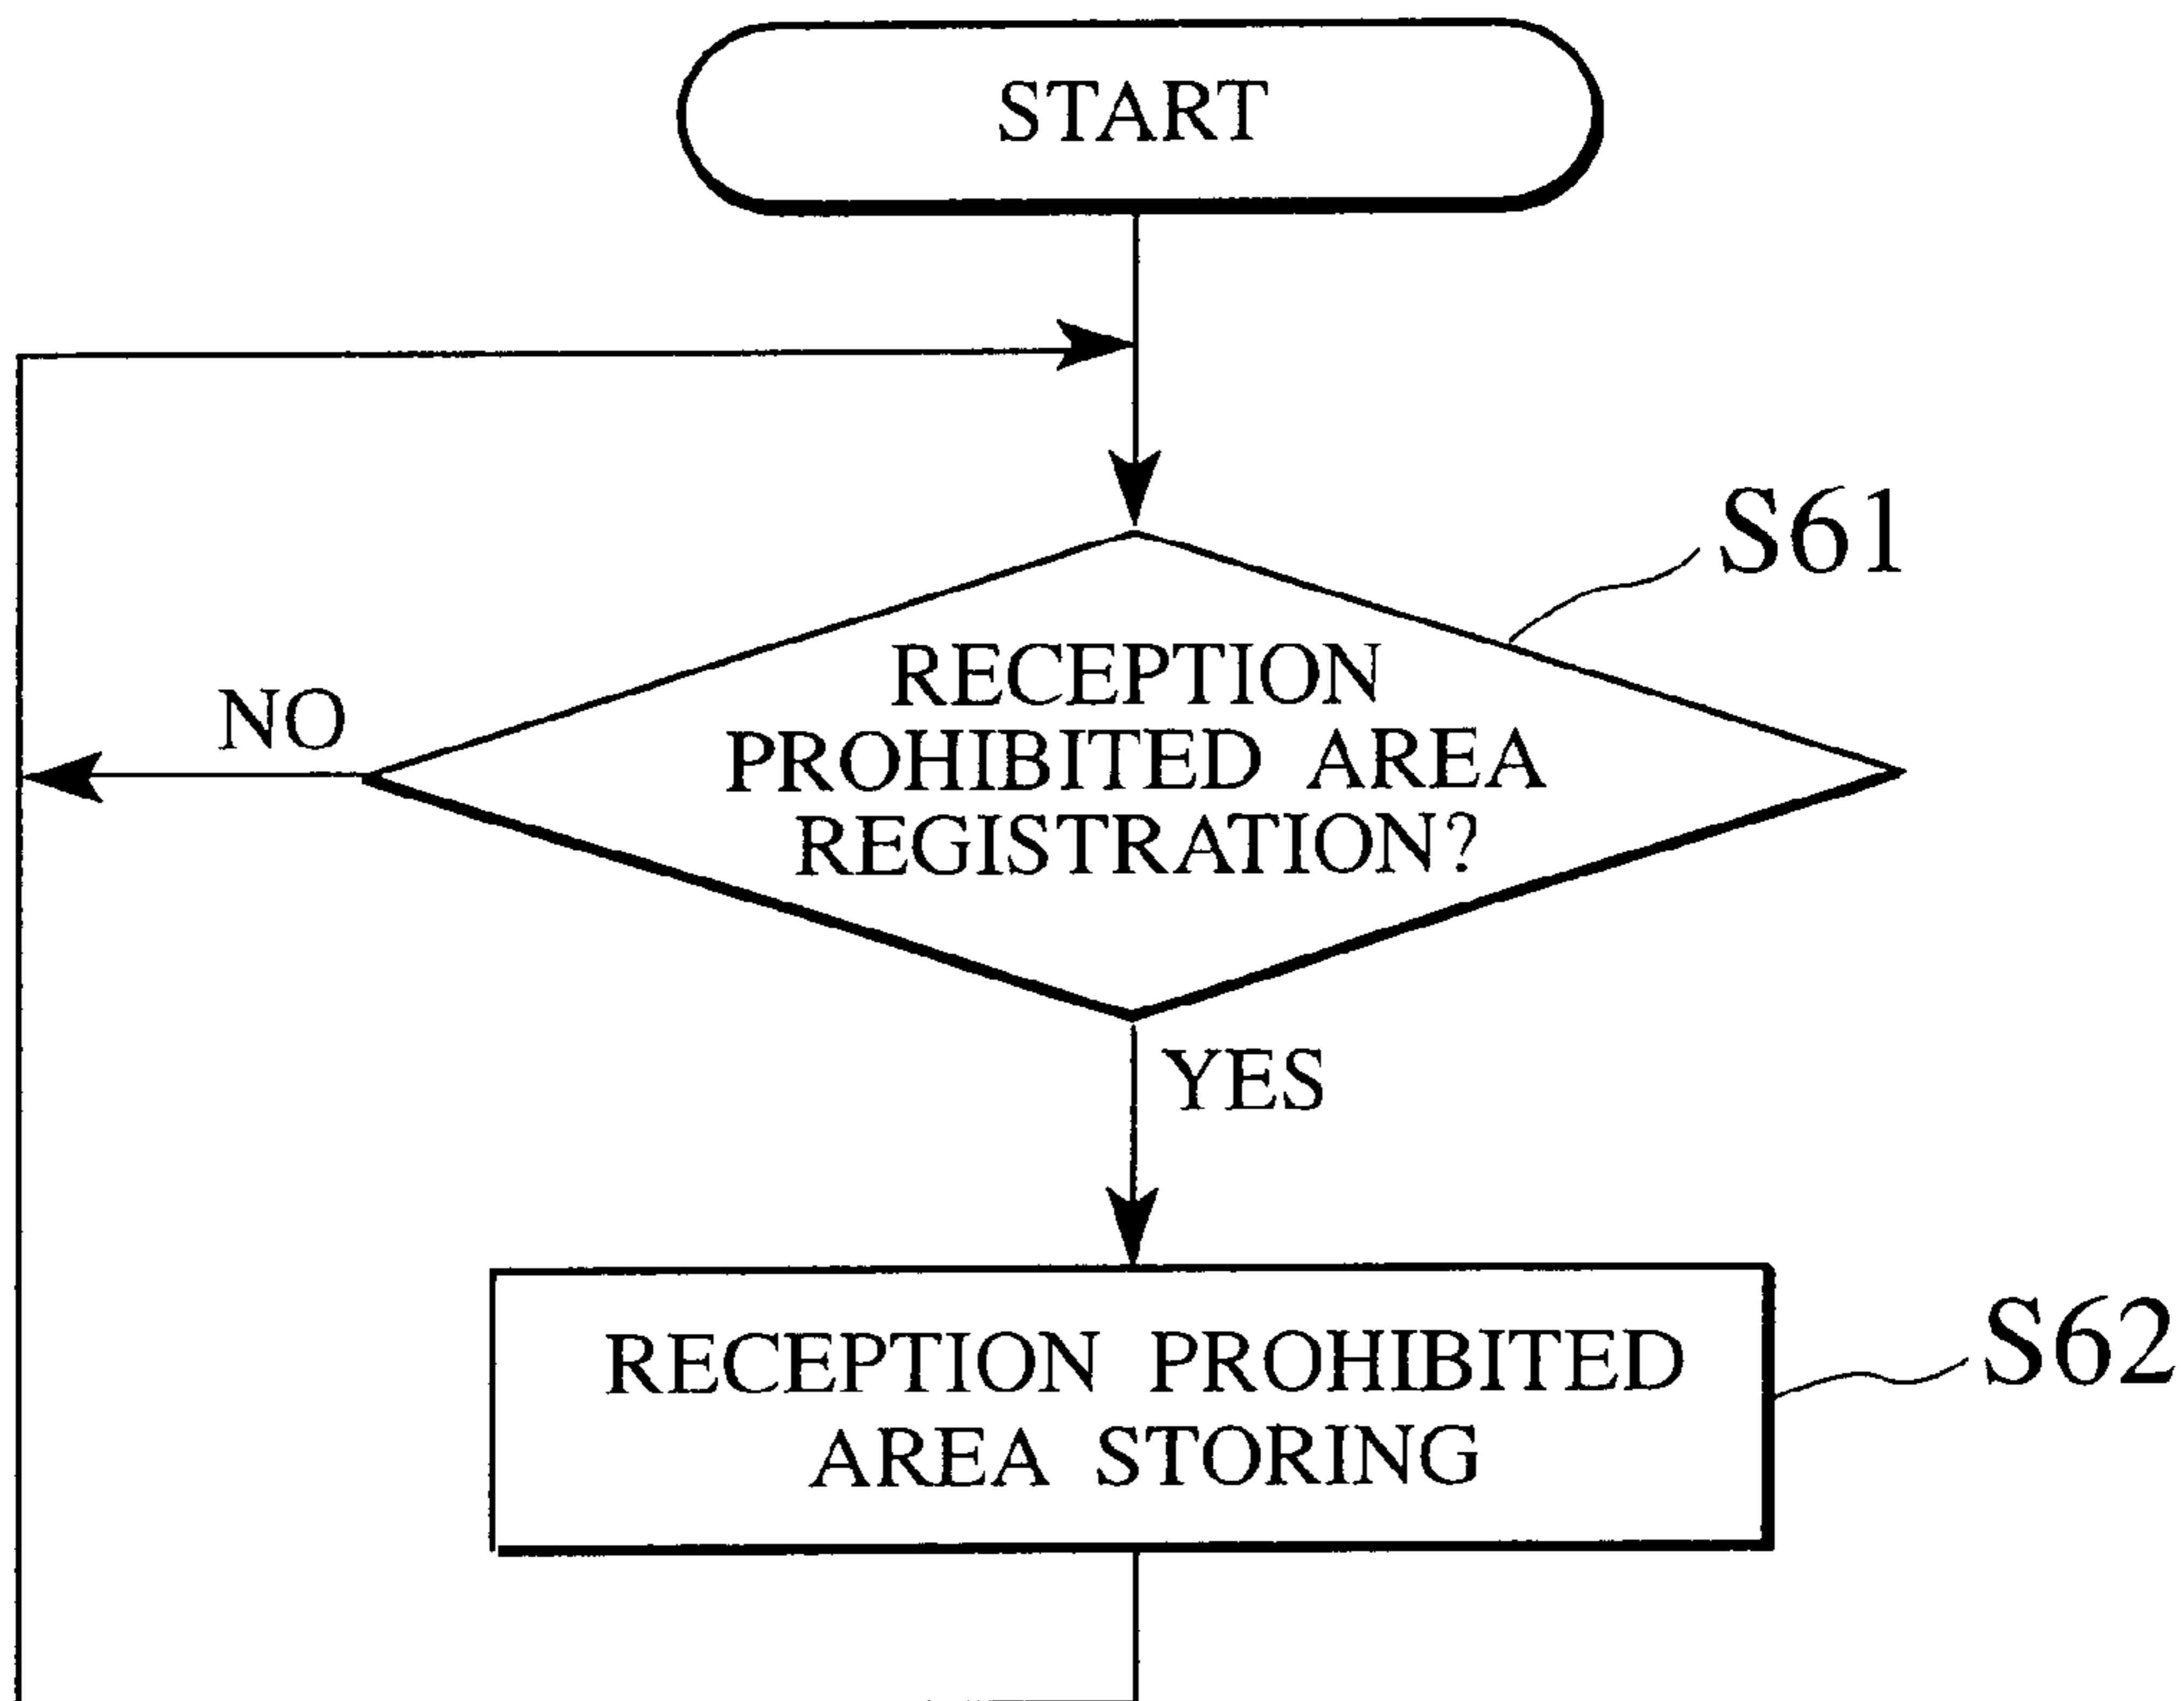 START
S61
RECEPTION
PROHIBITED AREA
REGISTRATION?
NO
YES
RECEPTION PROHIBITED
AREA STORING
S62